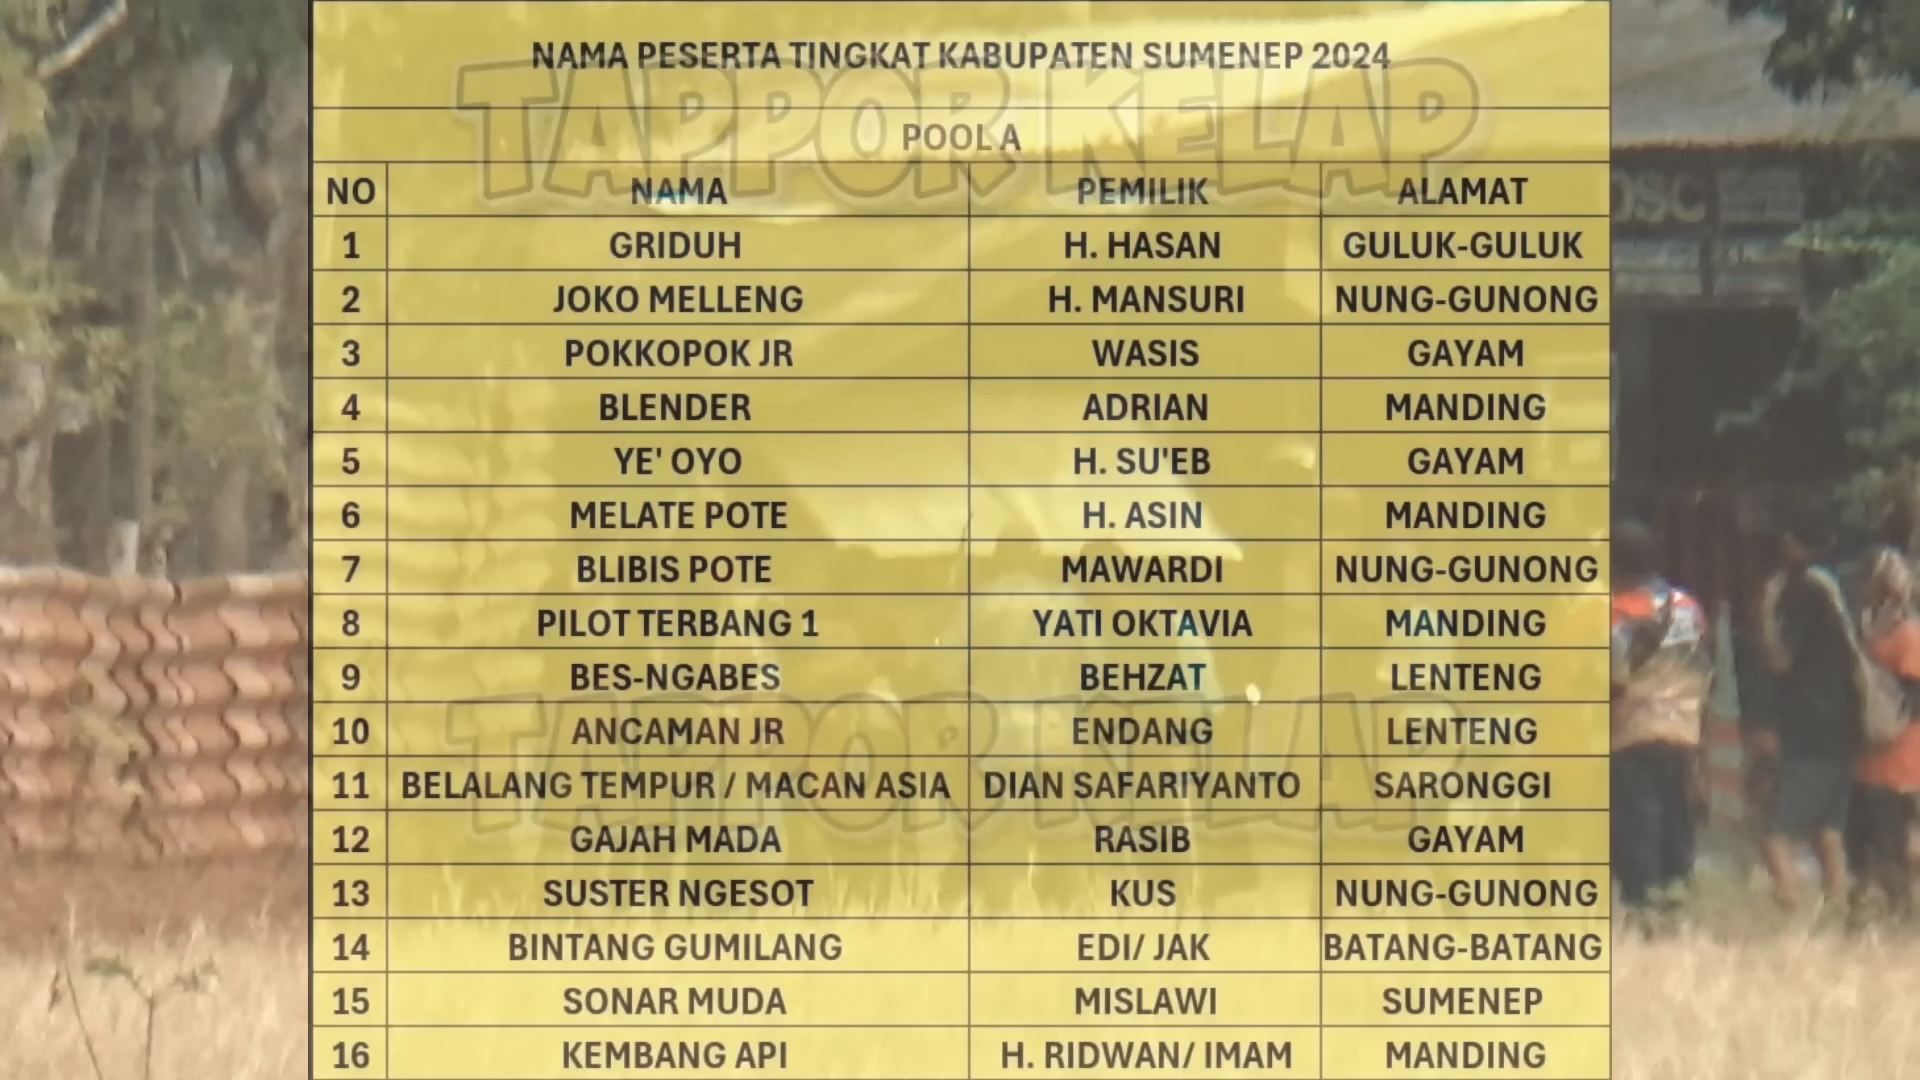 NAMA PESERTA TINGKAT KABUPATEN SUMENEP 2024
TAPPOR KELAP
POOL A
NO NAMA PEMILIK ALAMAT
1 GRIDUH H. HASAN GULUK-GULUK
2 JOKO MELLENG H. MANSURI NUNG-GUNONG
3 POKKOPOK JR WASIS GAYAM
4 BLENDER ADRIAN MANDING
5 YE' OYO H. SU'EB GAYAM
6 MELATE POTE H. ASIN MANDING
7 BLIBIS POTE MAWARDI NUNG-GUNONG
8 PILOT TERBANG 1 YATI OKTAVIA MANDING
9 BES-NGABES BEHZAT LENTENG
TAPPOR KELAP
10 ANCAMAN JR ENDANG LENTENG
11 BELALANG TEMPUR / MACAN ASIA DIAN SAFARIYANTO SARONGGI
12 GAJAH MADA RASIB GAYAM
13 SUSTER NGESOT KUS NUNG-GUNONG
14 BINTANG GUMILANG EDI/ JAK BATANG-BATANG
15 SONAR MUDA MISLAWI SUMENEP
16 KEMBANG API H. RIDWAN/ IMAM MANDING